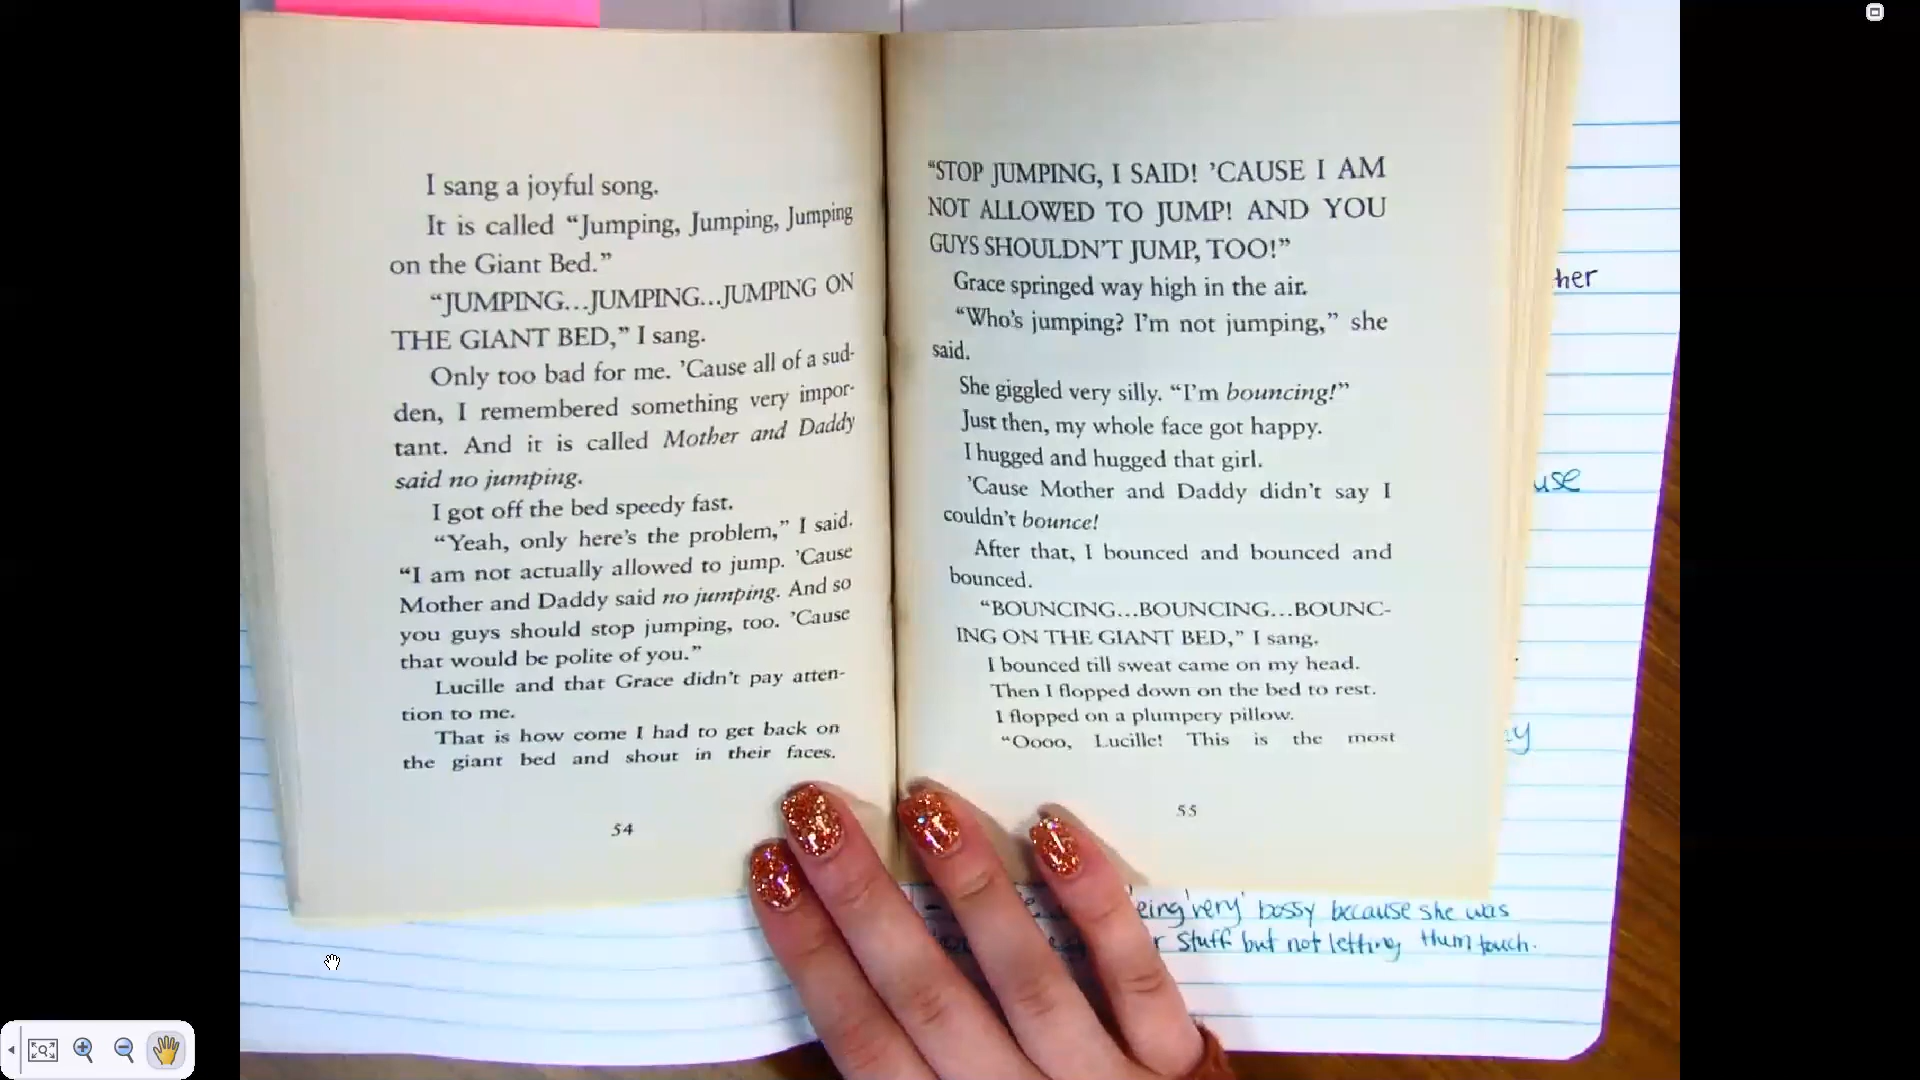 I sang a joyful song.
It is called “Jumping, Jumping, Jumping
on the Giant Bed.”
“JUMPING...JUMPING...JUMPING ON
THE GIANT BED,” I sang.
Only too bad for me. ’Cause all of a sud-
den, I remembered something very impor-
tant. And it is called Mother and Daddy
said no jumping.
I got off the bed speedy fast.
“Yeah, only here’s the problem,” I said.
“I am not actually allowed to jump. ’Cause
Mother and Daddy said no jumping. And so
you guys should stop jumping, too. ’Cause
that would be polite of you.”
Lucille and that Grace didn’t pay atten-
tion to me.
That is how come I had to get back on
the giant bed and shout in their faces.
54
“STOP JUMPING, I SAID! ’CAUSE I AM
NOT ALLOWED TO JUMP! AND YOU
GUYS SHOULDN’T JUMP, TOO!”
Grace springed way high in the air.
“Who’s jumping? I’m not jumping,” she
said.
She giggled very silly. “I’m bouncing!”
Just then, my whole face got happy.
I hugged and hugged that girl.
’Cause Mother and Daddy didn’t say I
couldn’t bounce!
After that, I bounced and bounced and
bounced.
“BOUNCING...BOUNCING...BOUNC-
ING ON THE GIANT BED,” I sang.
I bounced till sweat came on my head.
Then I flopped down on the bed to rest.
I flopped on a plumpery pillow.
“Oooo, Lucille! This is the most
55
ther
use
eing very bossy because she was
r stuff but not letting them touch.